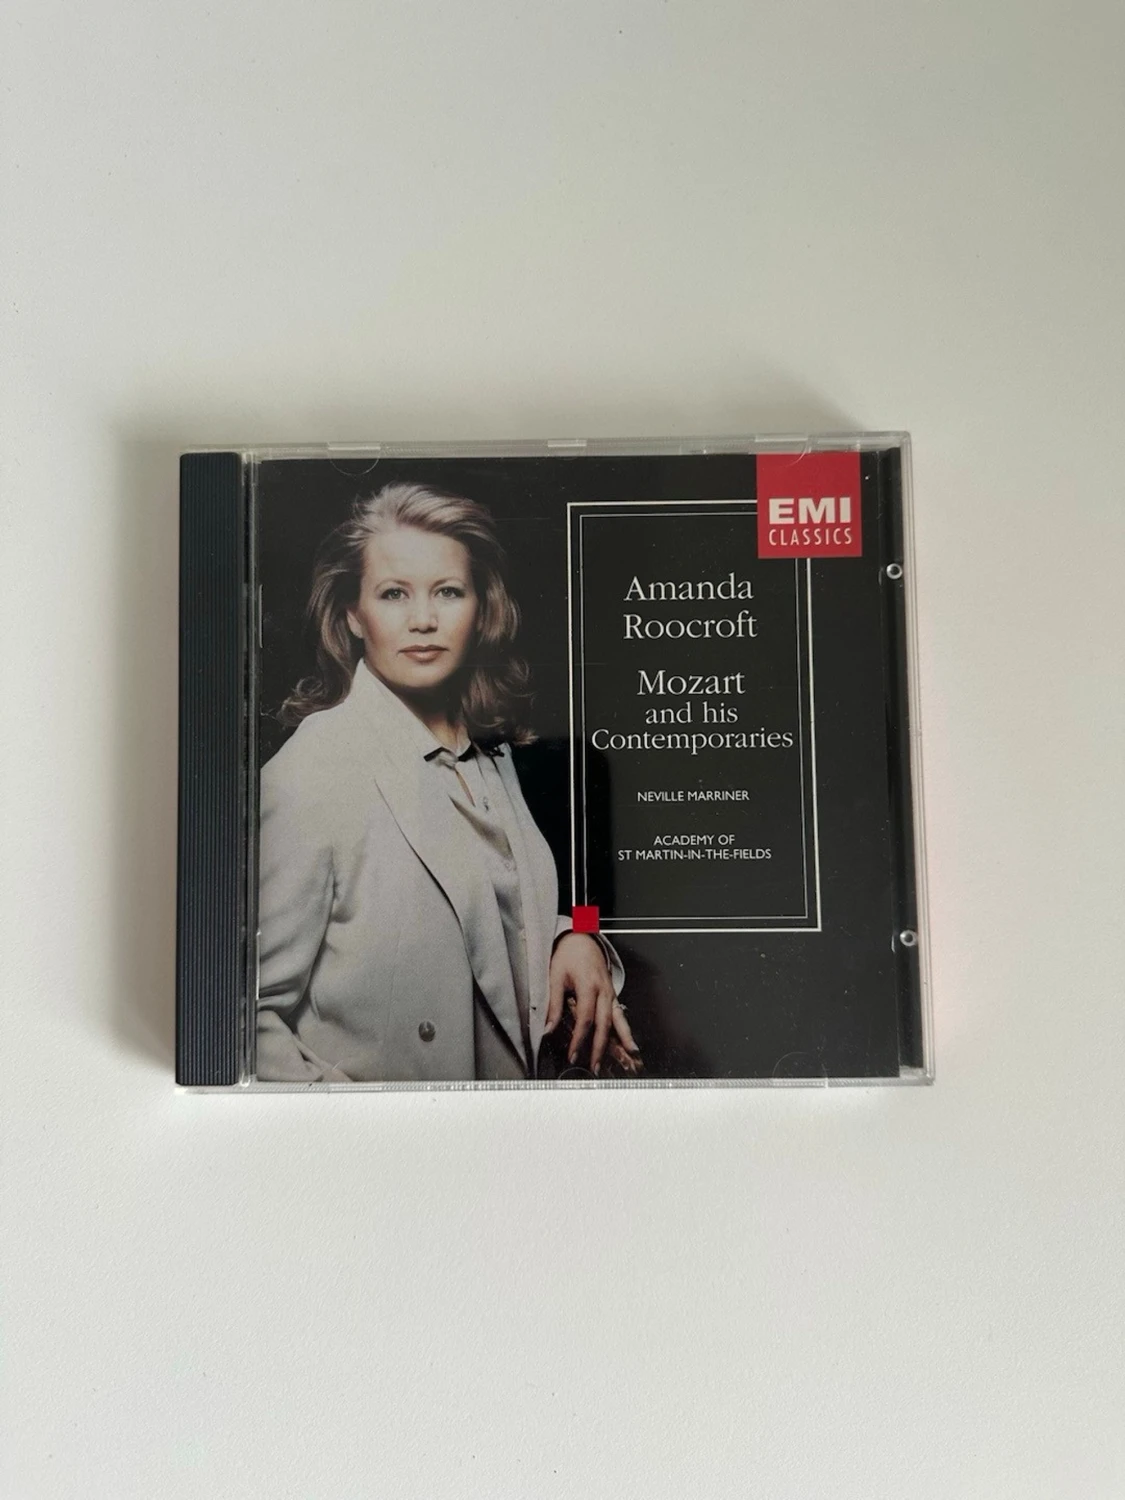 EMI
CLASSICS
Amanda
Roocroft
Mozart
and his
Contemporaries
NEVILLE MARRINER
ACADEMY OF
ST MARTIN-IN-THE-FIELDS